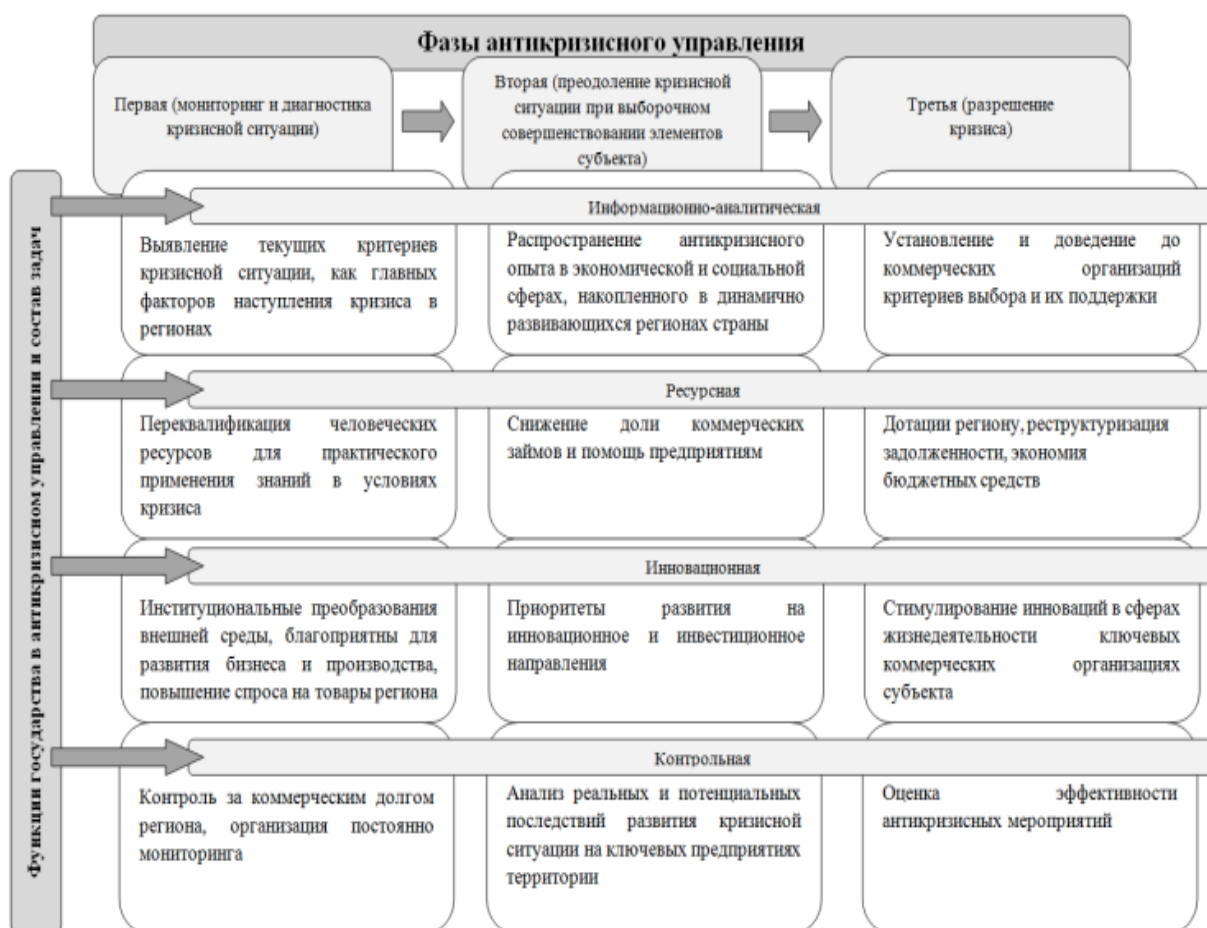 Фазы антикризисного управления
Первая (мониторинг и диагностика
кризисной ситуации)
Вторая (преодоление кризисной
ситуации при выборочном
совершенствовании элементов
субъекта)
Третья (разрешение
кризиса)
Функции государства в антикризисном управлении и состав задач
Информационно-аналитическая
Выявление текущих критериев
кризисной ситуации, как главных
факторов наступления кризиса в
регионах
Распространение антикризисного
опыта в экономической и социальной
сферах, накопленного в динамично
развивающихся регионах страны
Установление и доведение до
коммерческих организаций
критериев выбора и их поддержки
Ресурсная
Переквалификация человеческих
ресурсов для практического
применения знаний в условиях
кризиса
Снижение доли коммерческих
займов и помощь предприятиям
Дотации региону, реструктуризация
задолженности, экономия
бюджетных средств
Инновационная
Институциональные преобразования
внешней среды, благоприятны для
развития бизнеса и производства,
повышение спроса на товары региона
Приоритеты развития на
инновационное и инвестиционное
направления
Стимулирование инноваций в сферах
жизнедеятельности ключевых
коммерческих организациях
субъекта
Контрольная
Контроль за коммерческим долгом
региона, организация постоянно
мониторинга
Анализ реальных и потенциальных
последствий развития кризисной
ситуации на ключевых предприятиях
территории
Оценка эффективности
антикризисных мероприятий